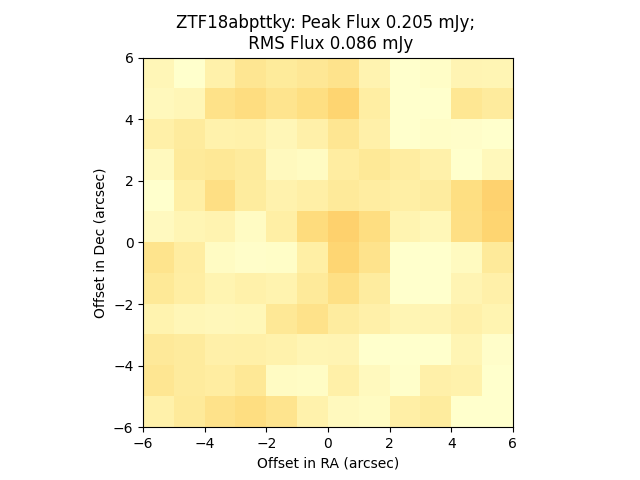 ZTF18abpttky: Peak Flux 0.205 mJy;
RMS Flux 0.086 mJy
6
4
2
0
−2
−4
−6
Offset in Dec (arcsec)
−6 −4 −2 0 2 4 6
Offset in RA (arcsec)